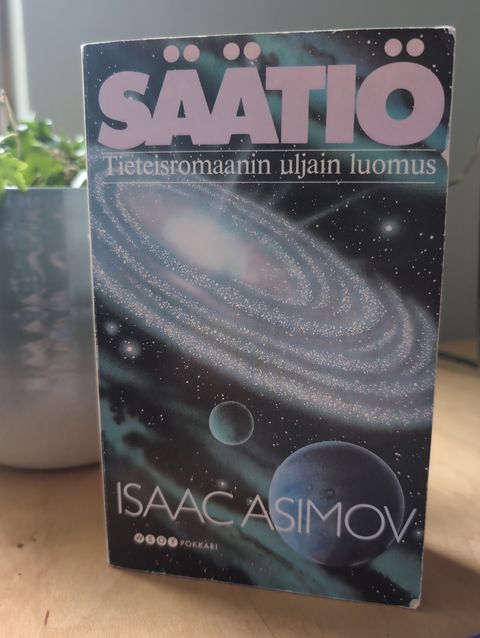 SÄÄTIÖ
Tieteisromaanin uljain luomus
ISAAC ASIMOV
WSOY POKKARI